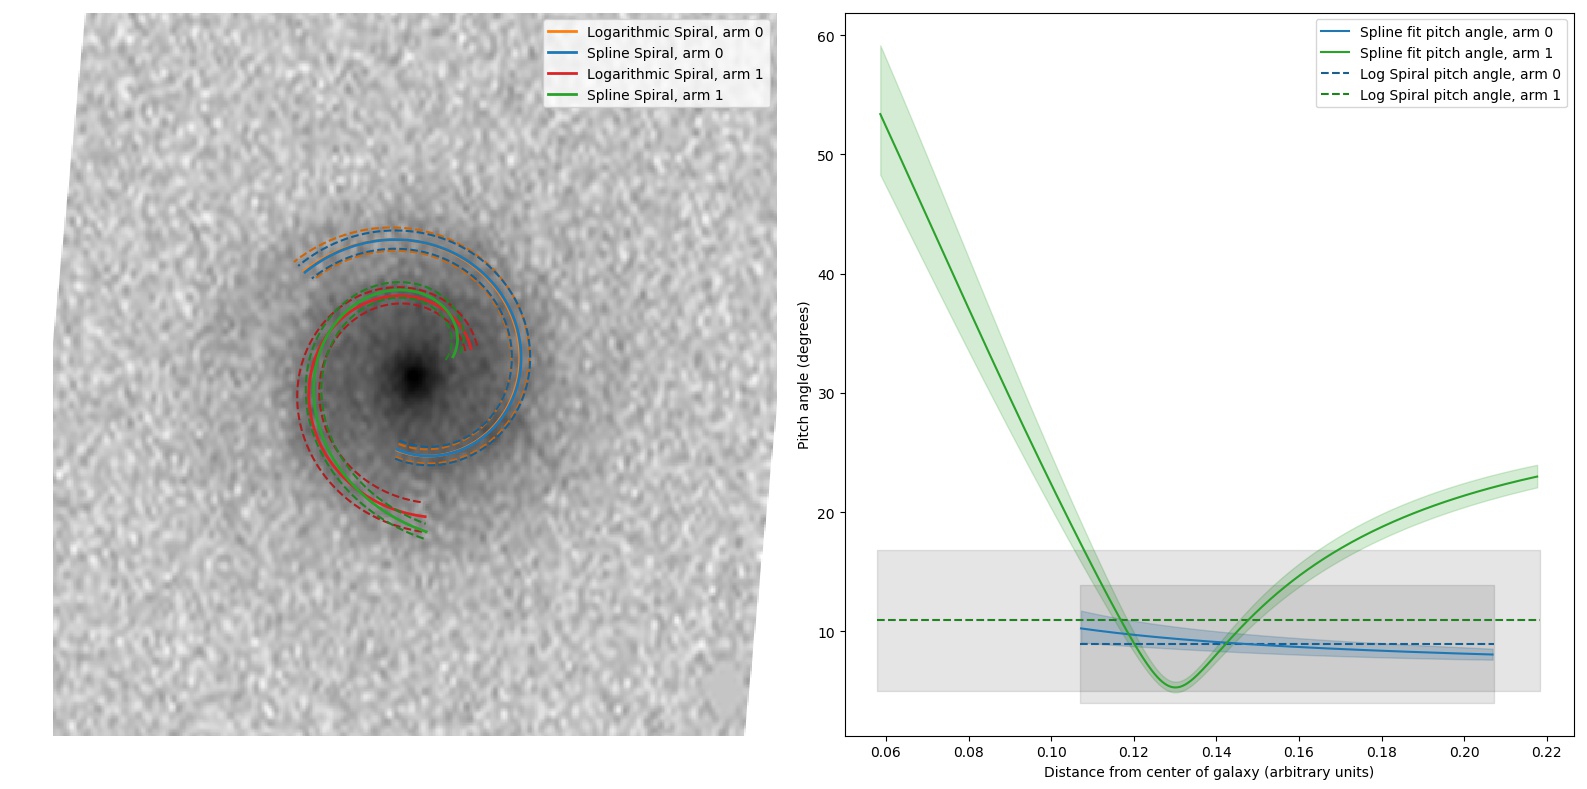 Logarithmic Spiral, arm 0
Spline Spiral, arm 0
Logarithmic Spiral, arm 1
Spline Spiral, arm 1
Spline fit pitch angle, arm 0
Spline fit pitch angle, arm 1
Log Spiral pitch angle, arm 0
Log Spiral pitch angle, arm 1
Pitch angle (degrees)
60
50
40
30
20
10
0.06 0.08 0.10 0.12 0.14 0.16 0.18 0.20 0.22
Distance from center of galaxy (arbitrary units)